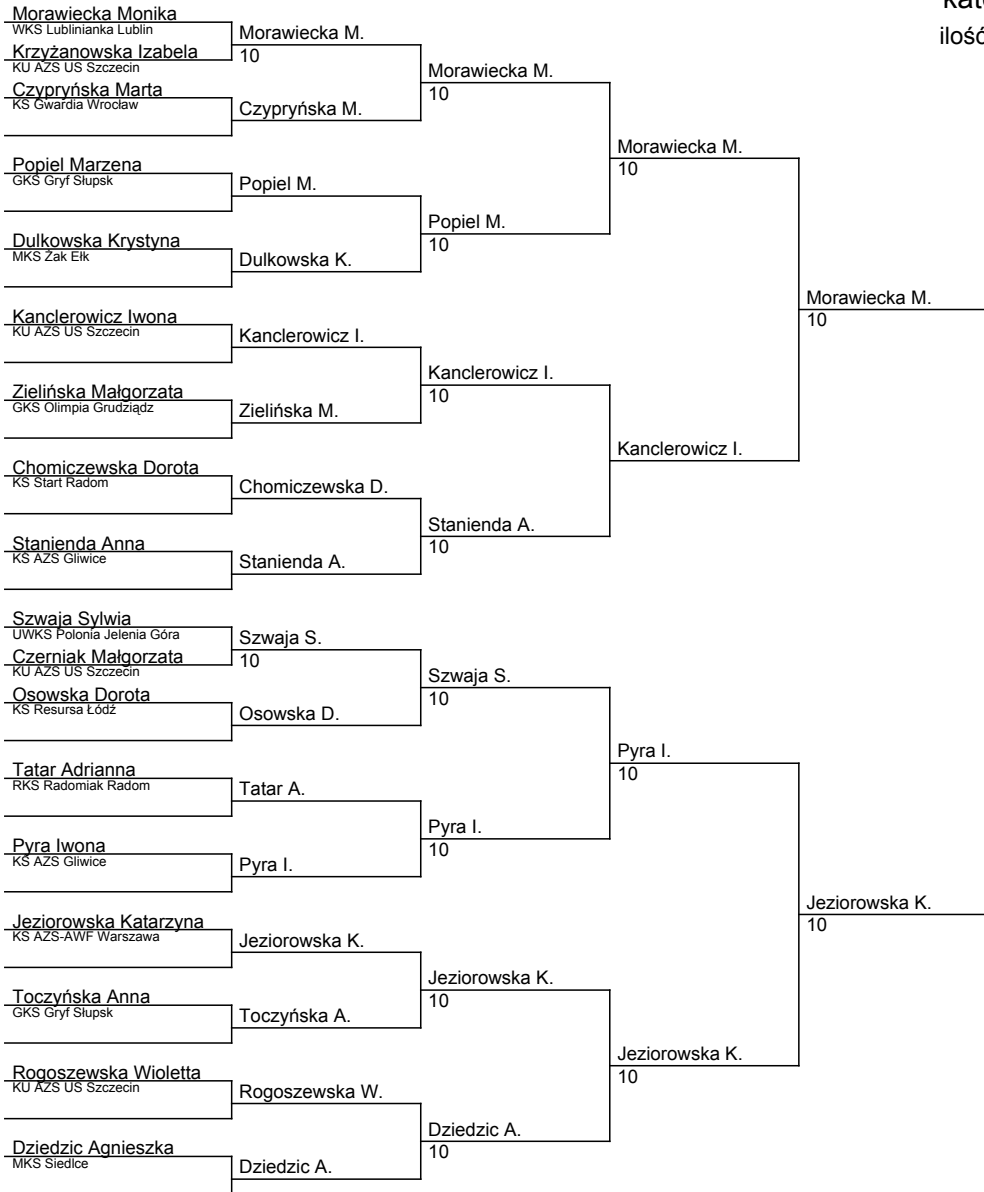 kat
ilość
Morawiecka Monika
WKS Lublinianka Lublin
Krzyżanowska Izabela
KU AZS US Szczecin
Czypryńska Marta
KS Gwardia Wrocław
Popiel Marzena
GKS Gryf Słupsk
Dulkowska Krystyna
MKS Żak Ełk
Kanclerowicz Iwona
KU AZS US Szczecin
Zielińska Małgorzata
GKS Olimpia Grudziądz
Chomiczewska Dorota
KS Start Radom
Stanienda Anna
KS AZS Gliwice
Szwaja Sylwia
UWKS Polonia Jelenia Góra
Czerniak Małgorzata
KU AZS US Szczecin
Osowska Dorota
KS Resursa Łódź
Tatar Adrianna
RKS Radomiak Radom
Pyra Iwona
KS AZS Gliwice
Jeziorowska Katarzyna
KS AZS-AWF Warszawa
Toczyńska Anna
GKS Gryf Słupsk
Rogoszewska Wioletta
KU AZS US Szczecin
Dziedzic Agnieszka
MKS Siedlce
Morawiecka M.
10
Czypryńska M.
Popiel M.
Dulkowska K.
Kanclerowicz I.
Zielińska M.
Chomiczewska D.
Stanienda A.
Szwaja S.
10
Osowska D.
Tatar A.
Pyra I.
Jeziorowska K.
Toczyńska A.
Rogoszewska W.
Dziedzic A.
Morawiecka M.
10
Popiel M.
10
Kanclerowicz I.
10
Stanienda A.
10
Szwaja S.
10
Pyra I.
10
Jeziorowska K.
10
Dziedzic A.
10
Morawiecka M.
10
Kanclerowicz I.
Pyra I.
10
Jeziorowska K.
10
Morawiecka M.
10
Jeziorowska K.
10